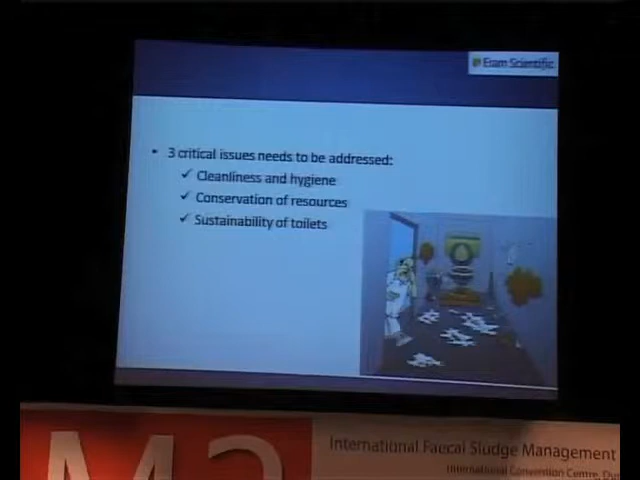 Eram Scientific
• 3 critical issues needs to be addressed:
✓ Cleanliness and hygiene
✓ Conservation of resources
✓ Sustainability of toilets
International Faecal Sludge Management
International Convention Centre,